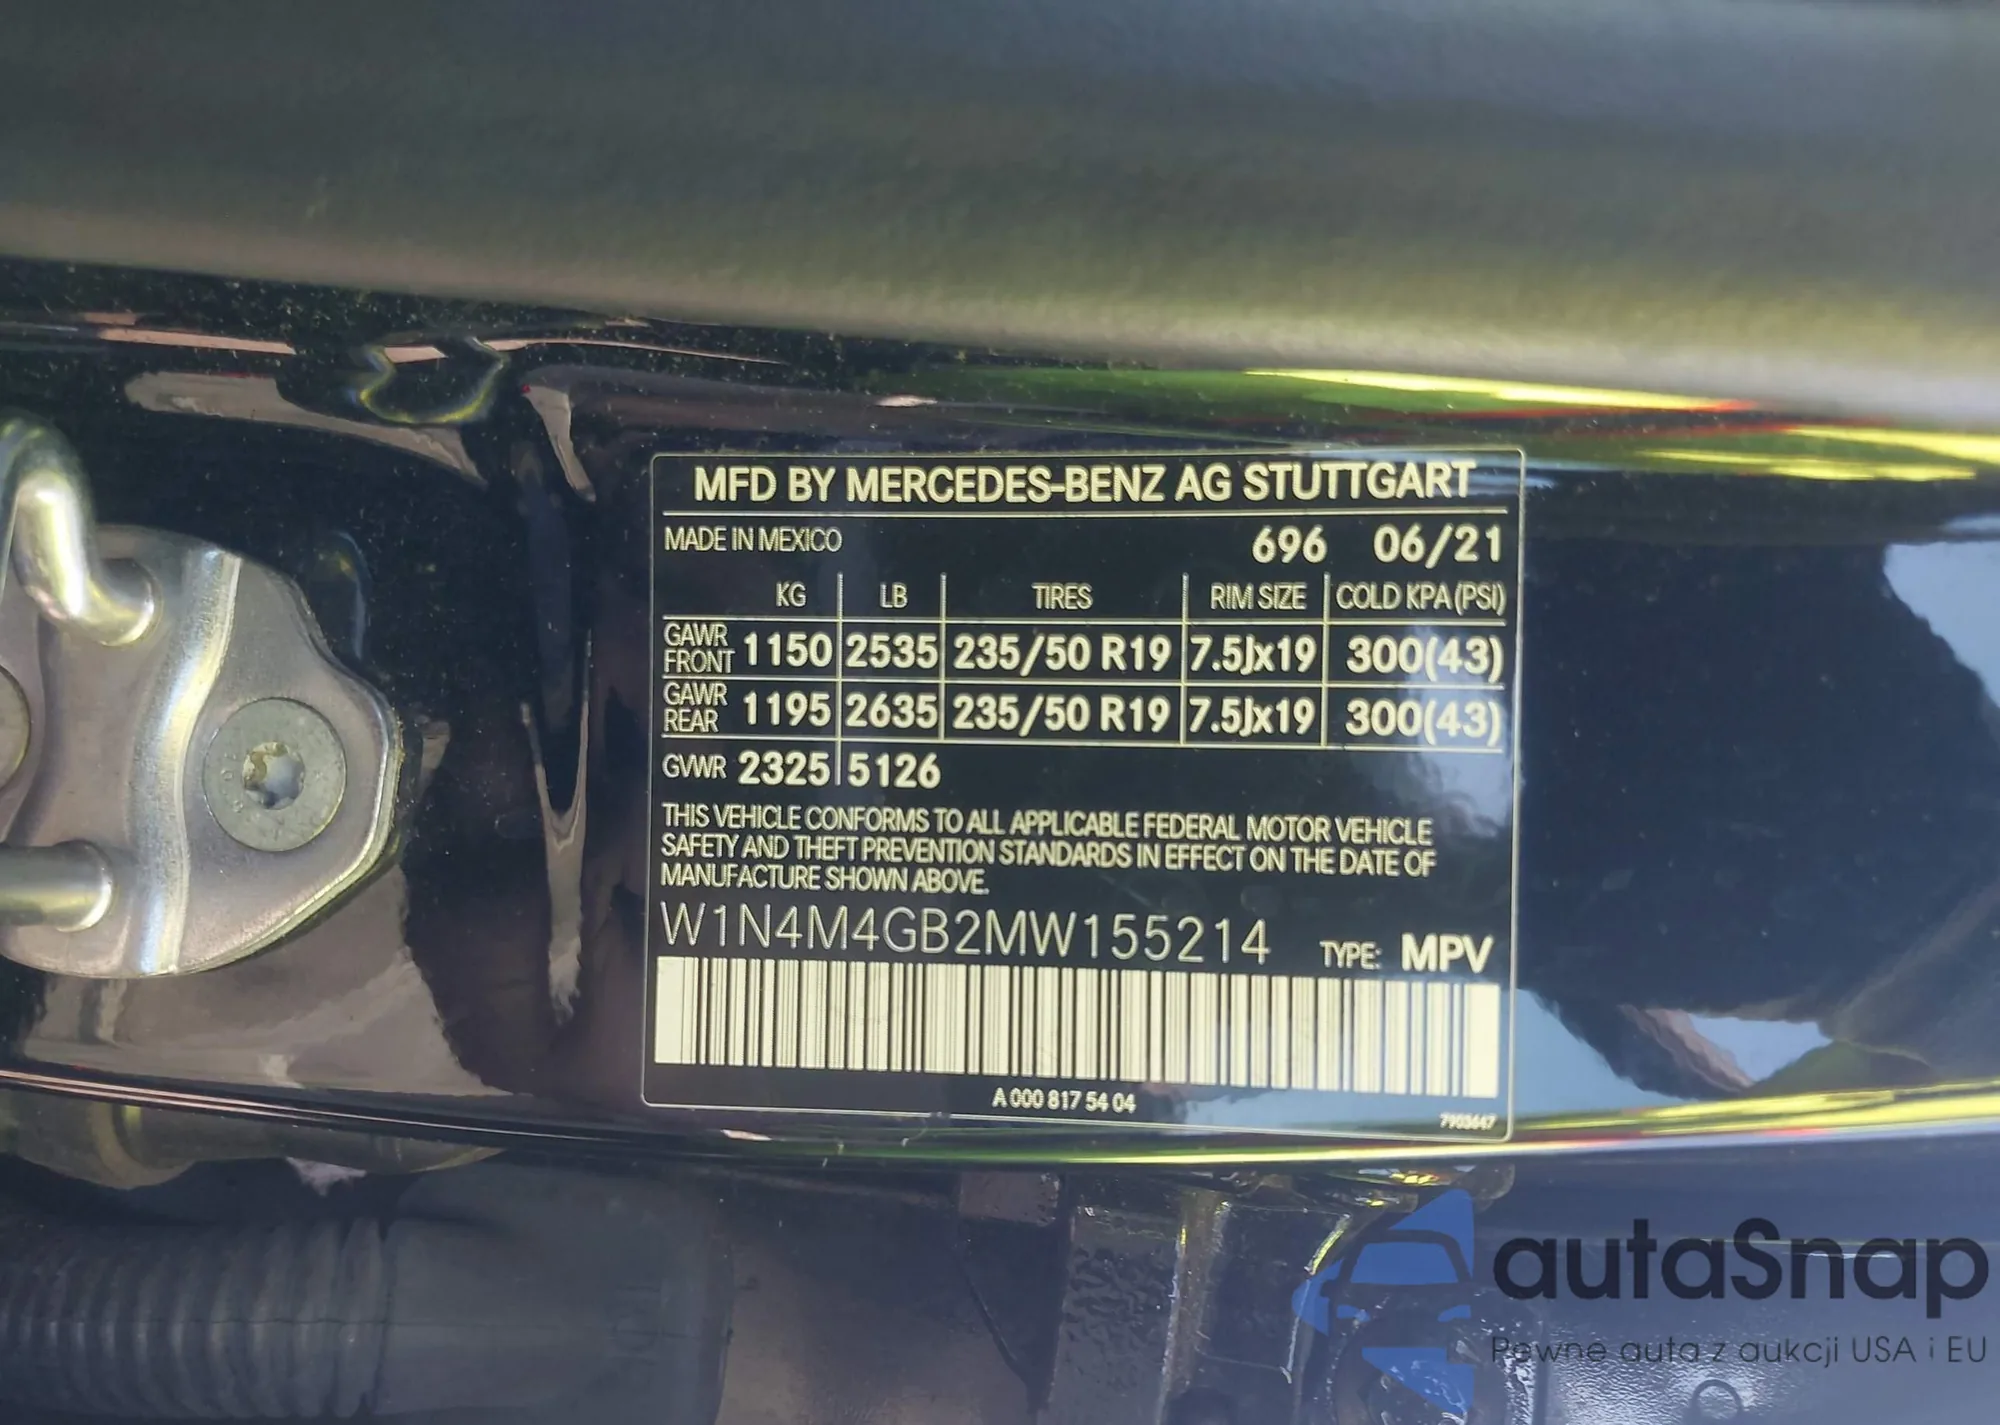 MFD BY MERCEDES-BENZ AG STUTTGART
MADE IN MEXICO 696 06/21
KG LB TIRES RIM SIZE COLD KPA(PSI)
GAWR FRONT 1150 2535 235/50 R19 7.5Jx19 300(43)
GAWR REAR 1195 2635 235/50 R19 7.5Jx19 300(43)
GVWR 2325 5126
THIS VEHICLE CONFORMS TO ALL APPLICABLE FEDERAL MOTOR VEHICLE
SAFETY AND THEFT PREVENTION STANDARDS IN EFFECT ON THE DATE OF
MANUFACTURE SHOWN ABOVE.
W1N4M4GB2MW155214 TYPE: MPV
A 000 817 54 04
autaSnap
Pewne auta z aukcji USA i EU